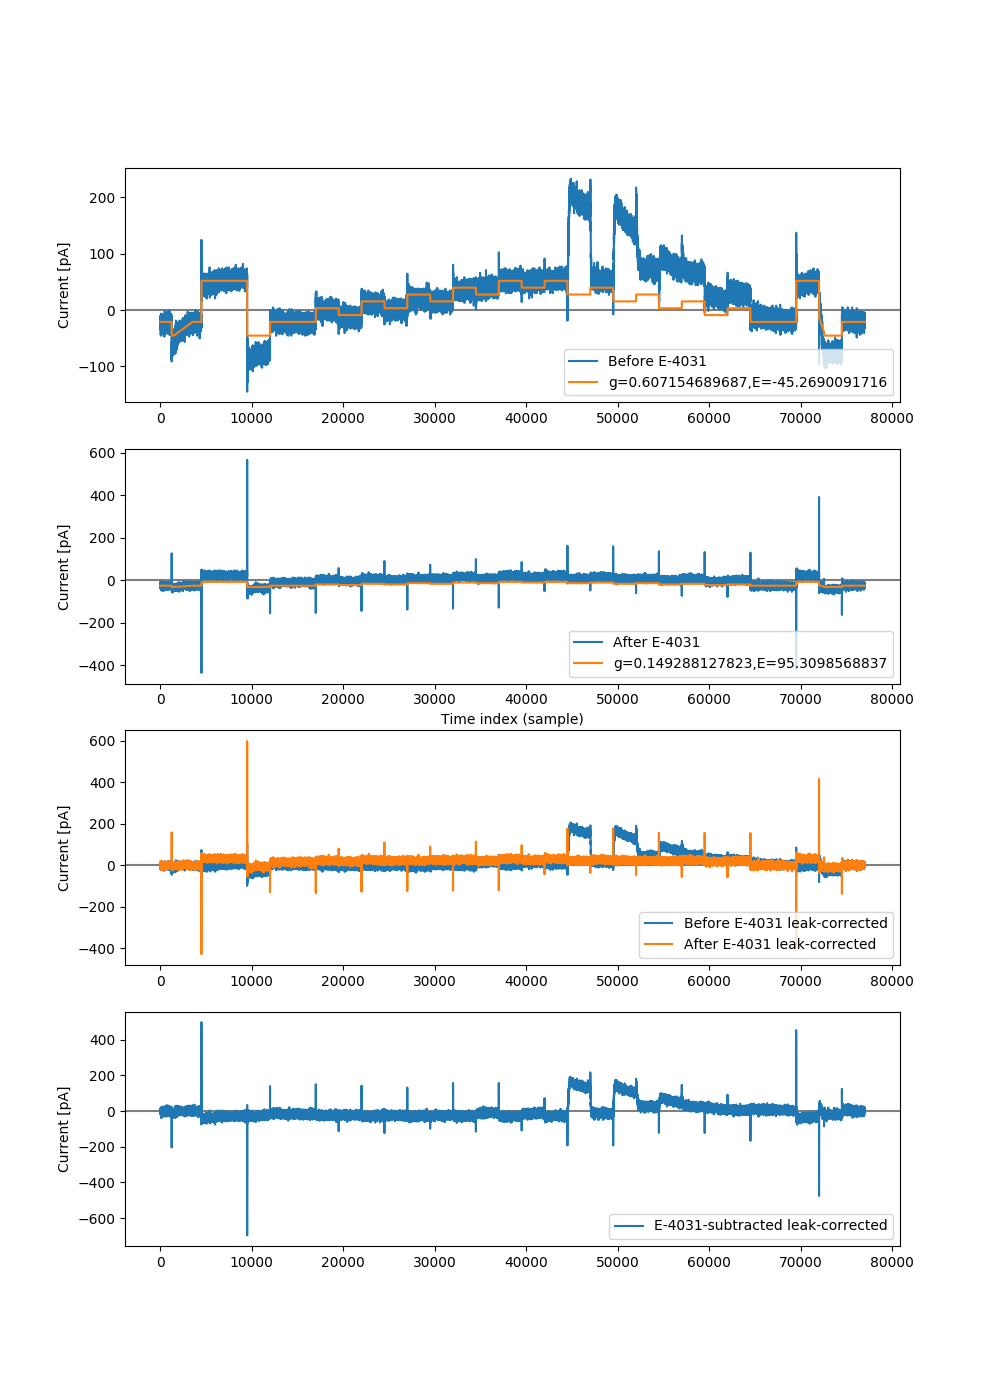 200
100
0
−100
Current [pA]
Before E-4031
g=0.607154689687,E=-45.2690091716
0 10000 20000 30000 40000 50000 60000 70000 80000
600
400
200
0
−200
−400
Current [pA]
After E-4031
g=0.149288127823,E=95.3098568837
0 10000 20000 30000 40000 50000 60000 70000 80000
Time index (sample)
600
400
200
0
−200
−400
Current [pA]
Before E-4031 leak-corrected
After E-4031 leak-corrected
0 10000 20000 30000 40000 50000 60000 70000 80000
400
200
0
−200
−400
−600
Current [pA]
E-4031-subtracted leak-corrected
0 10000 20000 30000 40000 50000 60000 70000 80000